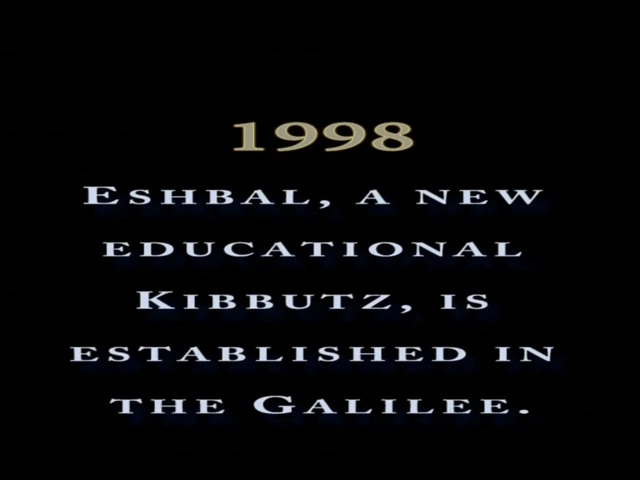 1998
Eshbal, a new
educational
Kibbutz, is
established in
the Galilee.